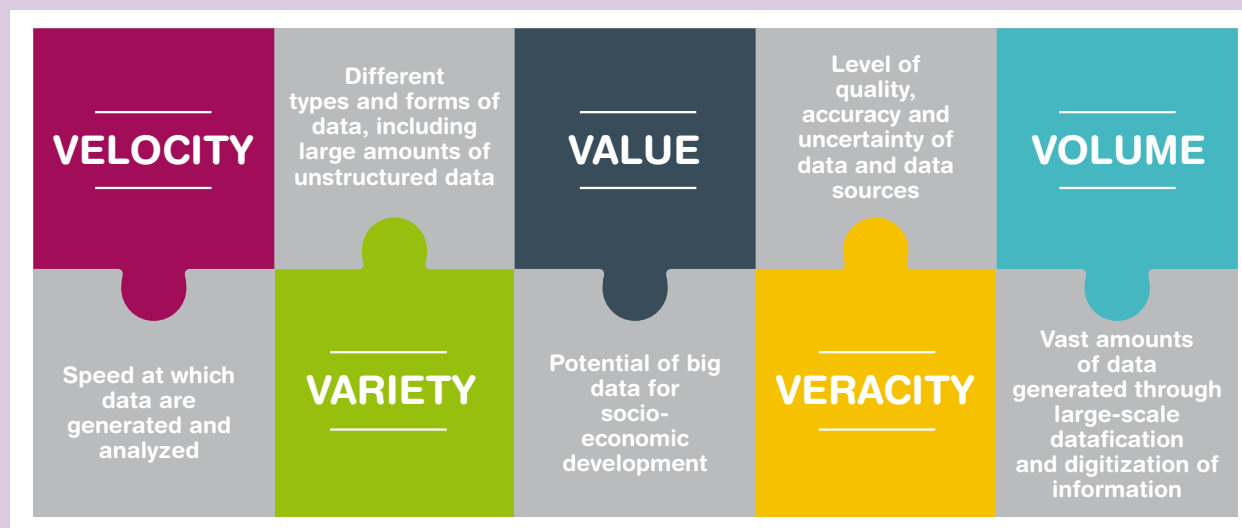 VELOCITY
Speed at which
data are
generated and
analyzed
Different
types and forms of
data, including
large amounts of
unstructured data
VARIETY
VALUE
Potential of big
data for
socio-
economic
development
Level of
quality,
accuracy and
uncertainty of
data and data
sources
VERACITY
VOLUME
Vast amounts
of data
generated through
large-scale
datafication
and digitization of
information